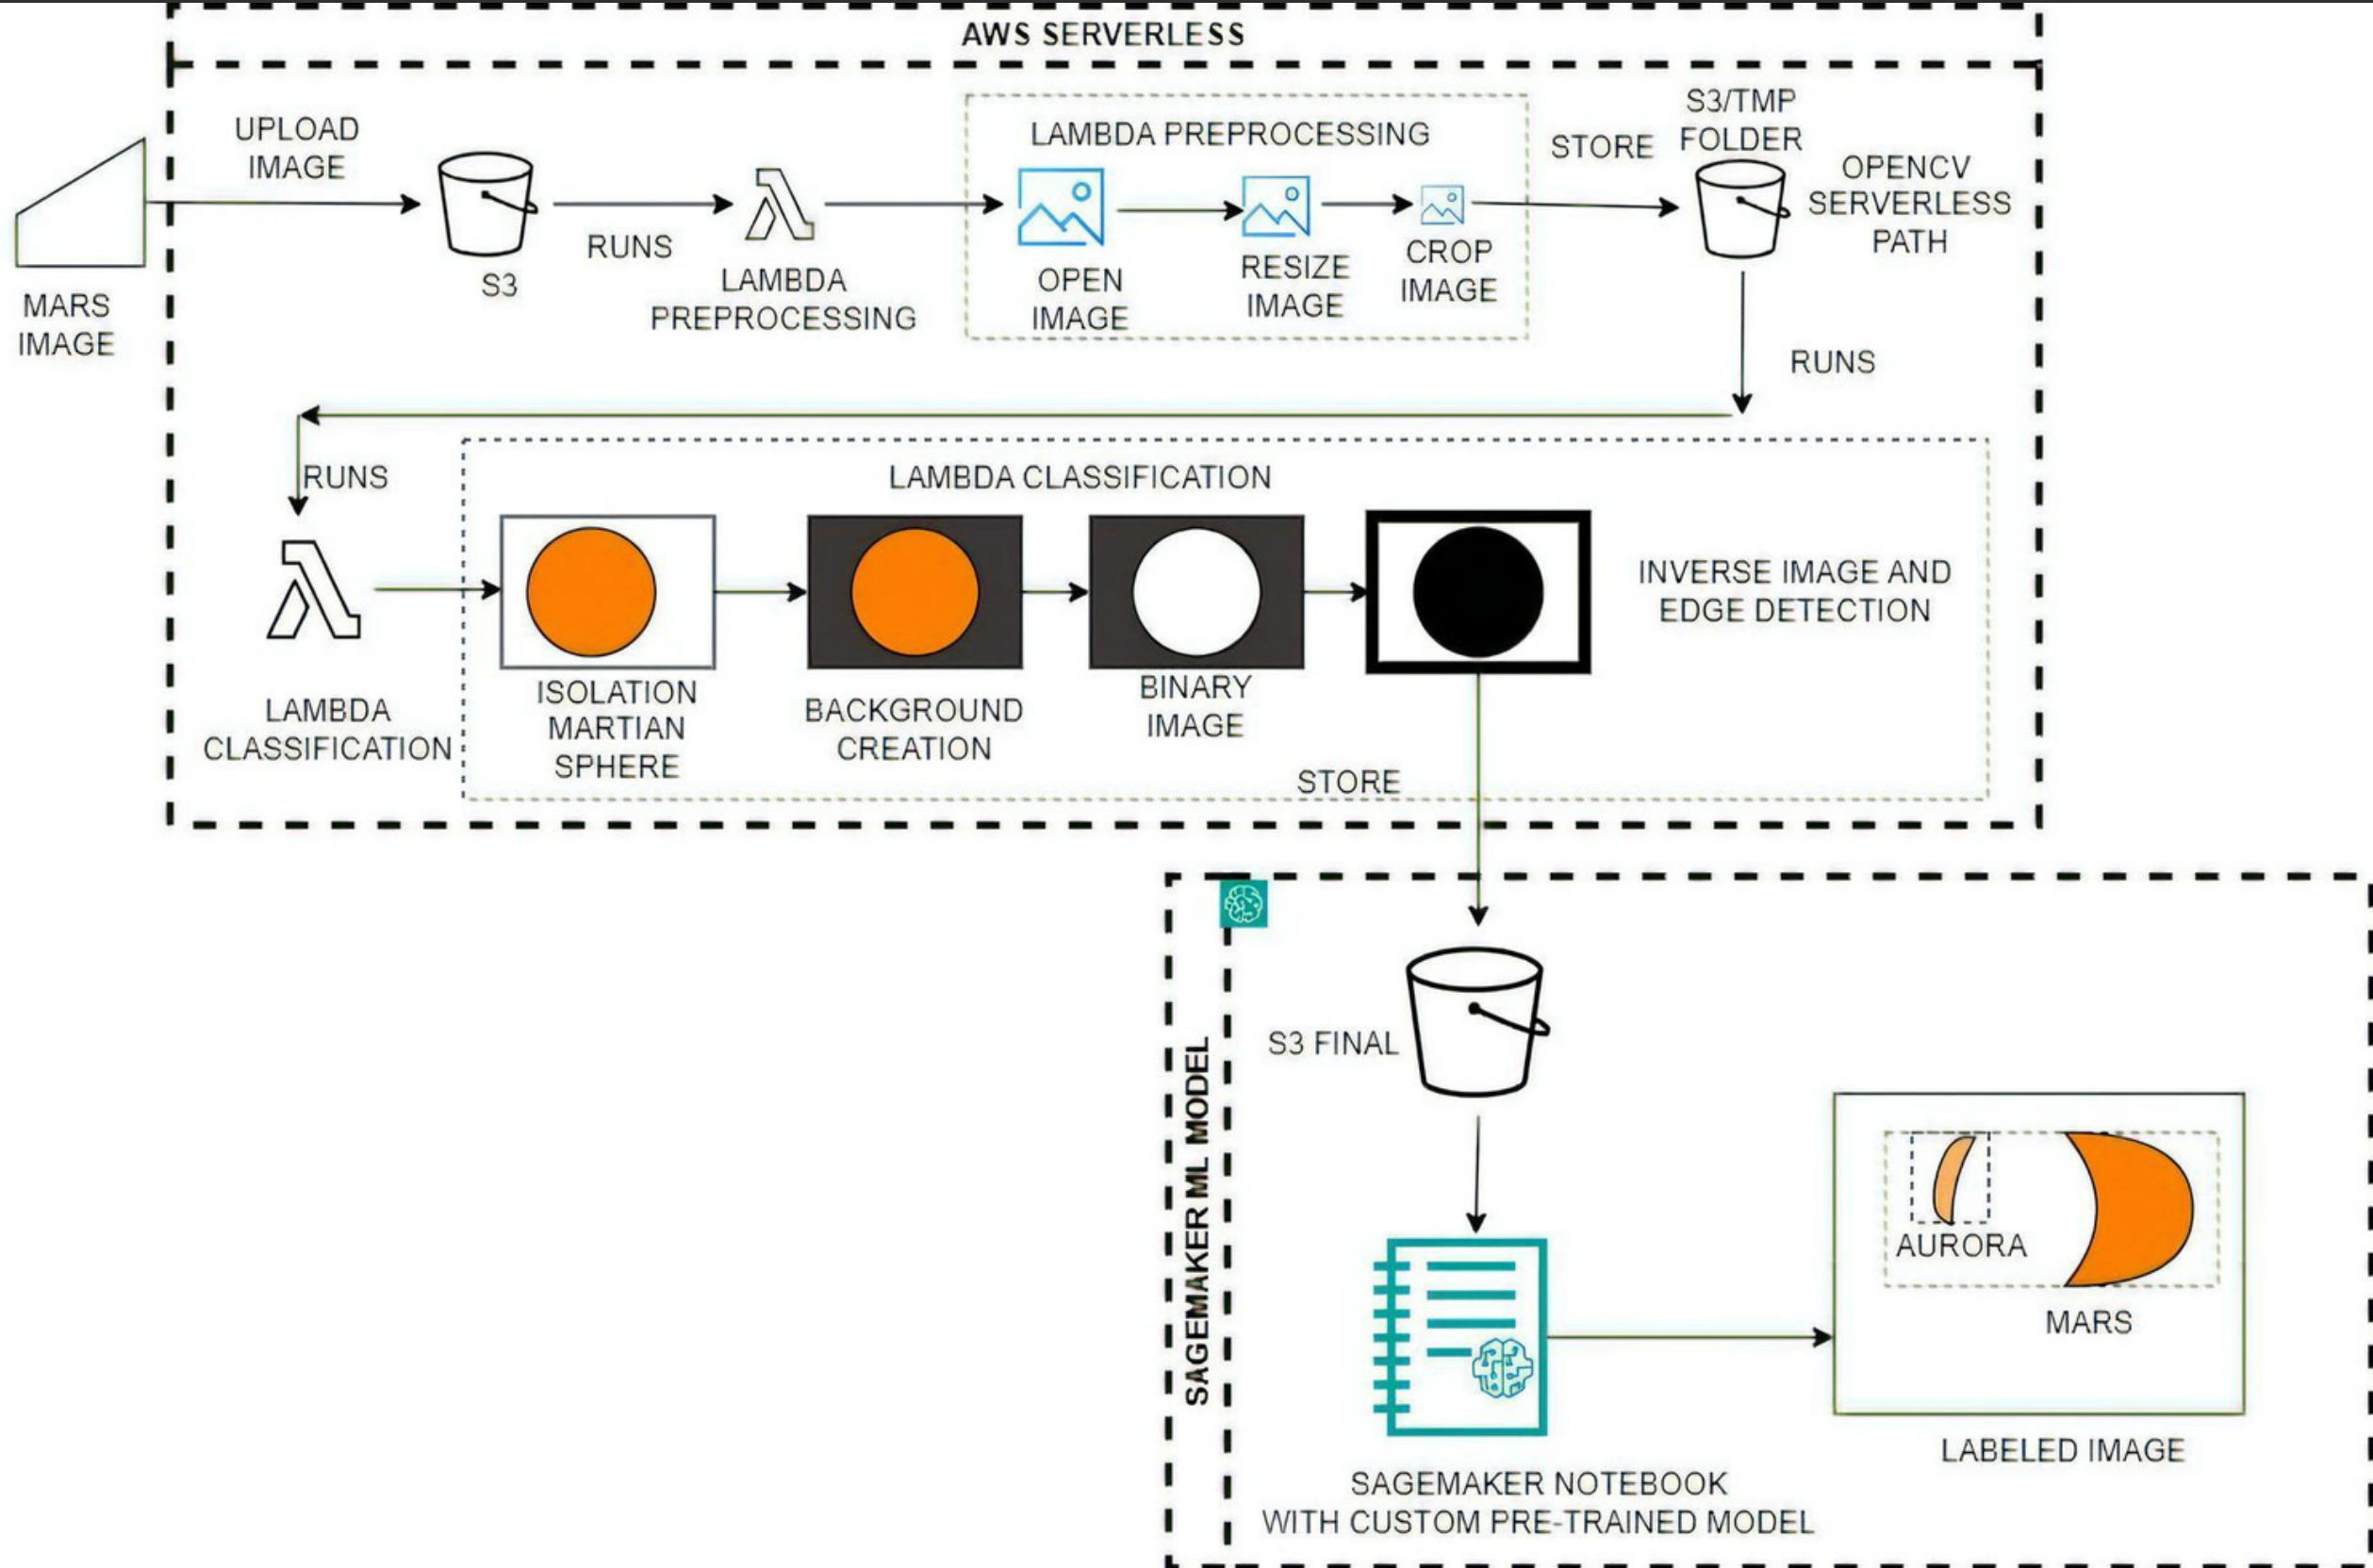 AWS SERVERLESS
UPLOAD
IMAGE
MARS
IMAGE
S3
RUNS
LAMBDA
PREPROCESSING
LAMBDA PREPROCESSING
OPEN
IMAGE
RESIZE
IMAGE
CROP
IMAGE
STORE
S3/TMP
FOLDER
OPENCV
SERVERLESS
PATH
RUNS
RUNS
LAMBDA
CLASSIFICATION
LAMBDA CLASSIFICATION
ISOLATION
MARTIAN
SPHERE
BACKGROUND
CREATION
BINARY
IMAGE
INVERSE IMAGE AND
EDGE DETECTION
STORE
SAGEMAKER ML MODEL
S3 FINAL
SAGEMAKER NOTEBOOK
WITH CUSTOM PRE-TRAINED MODEL
AURORA
MARS
LABELED IMAGE